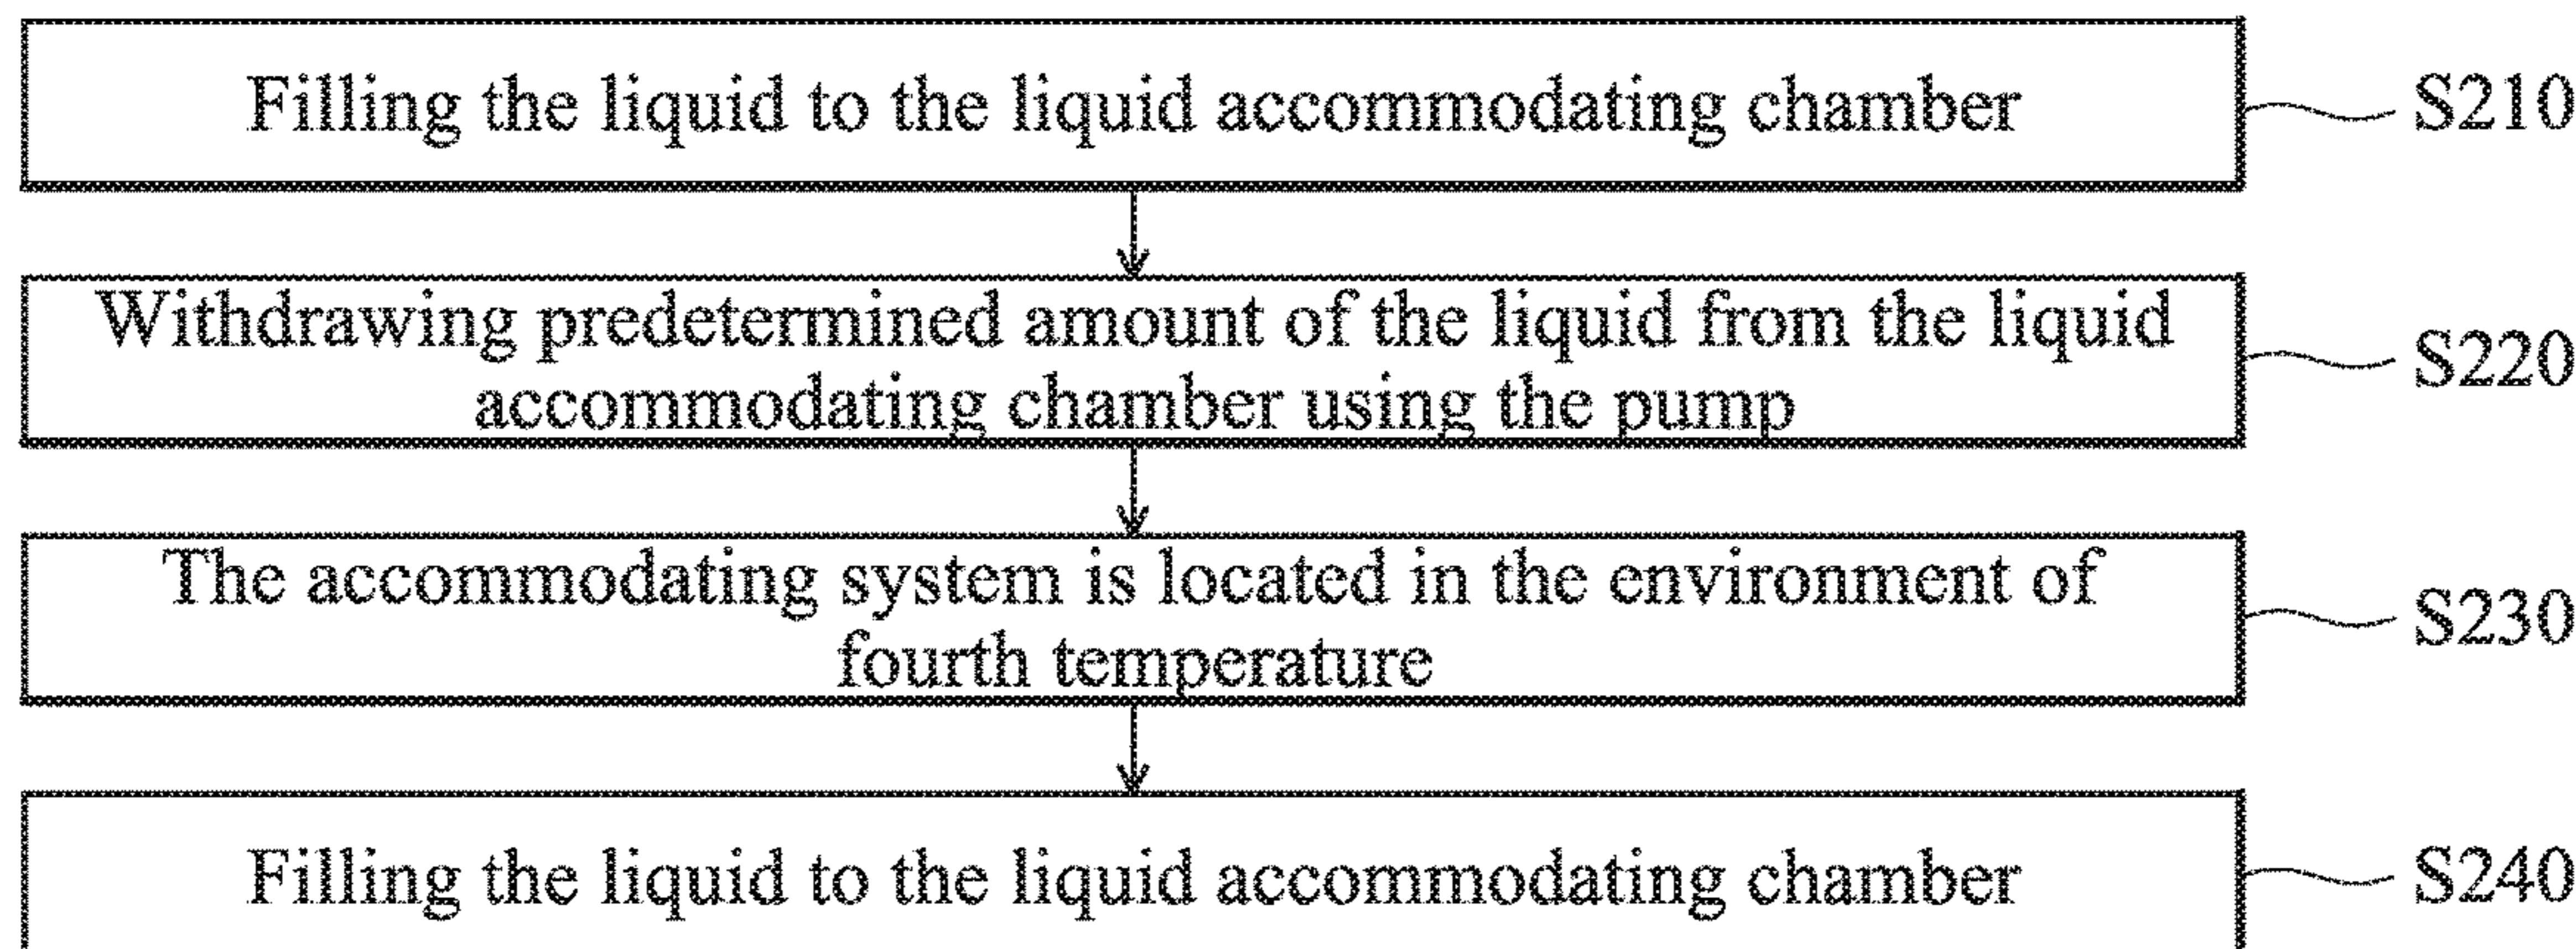 Filling the liquid to the liquid accommodating chamber
S210
Withdrawing predetermined amount of the liquid from the liquid
accommodating chamber using the pump
S220
The accommodating system is located in the environment of
fourth temperature
S230
Filling the liquid to the liquid accommodating chamber
S240